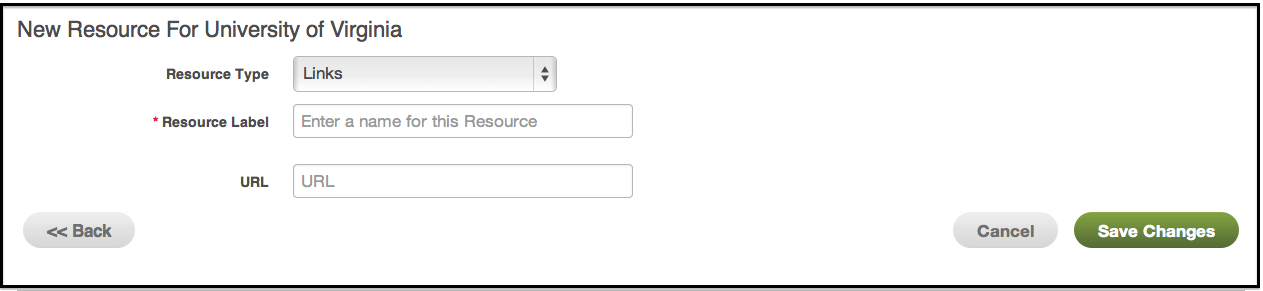 New Resource For University of Virginia
Resource Type Links
* Resource Label Enter a name for this Resource
URL URL
<< Back Cancel Save Changes